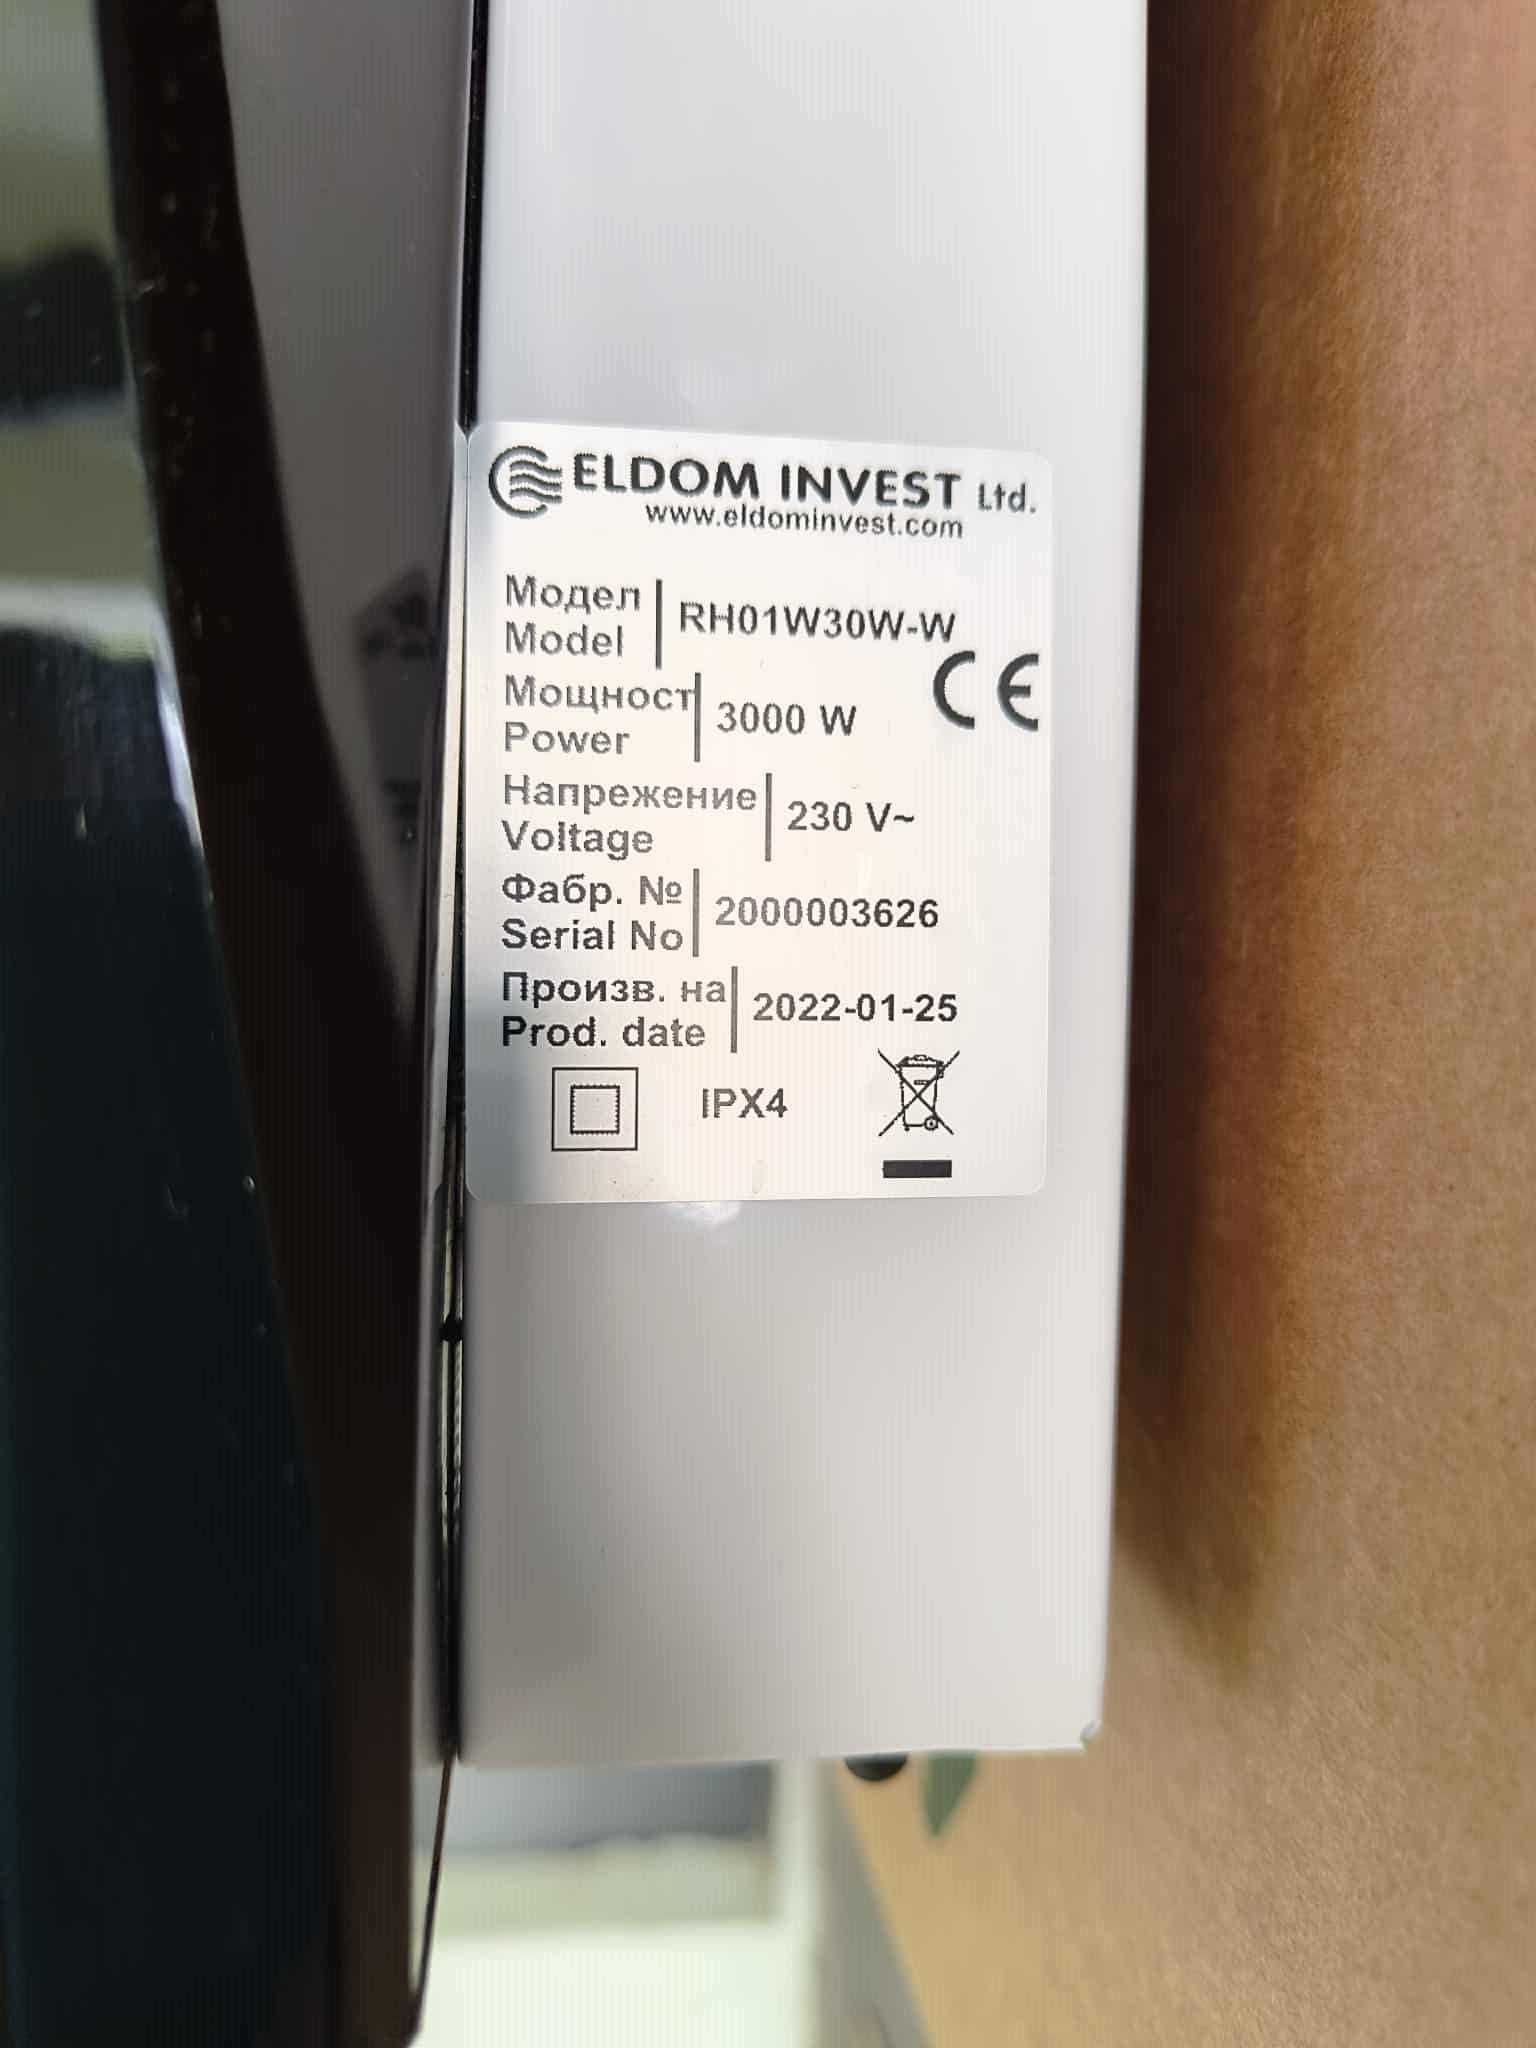 ELDOM INVEST Ltd.
www.eldominvest.com
Модел
Model
RH01W30W-W
CE
Мощност
Power
3000 W
Напрежение
Voltage
230 V~
Фабр. №
Serial No
2000003626
Произв. на
Prod. date
2022-01-25
IPX4